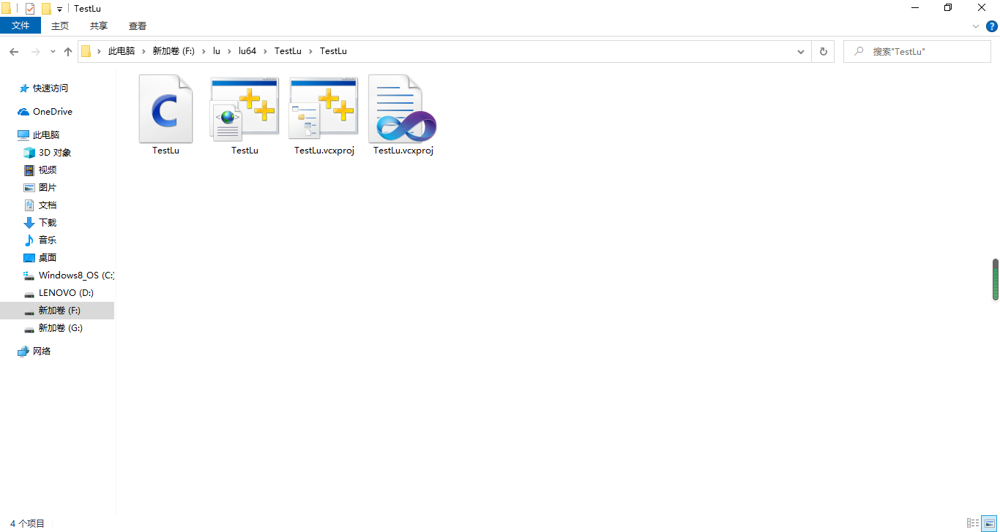 TestLu
文件 主页 共享 查看
此电脑 新加卷 (F:) lu lu64 TestLu TestLu
搜索"TestLu"
快速访问
OneDrive
此电脑
3D 对象
视频
图片
文档
下载
音乐
桌面
Windows8_OS (C:)
LENOVO (D:)
新加卷 (F:)
新加卷 (G:)
网络
TestLu TestLu TestLu.vcxproj TestLu.vcxproj
4 个项目